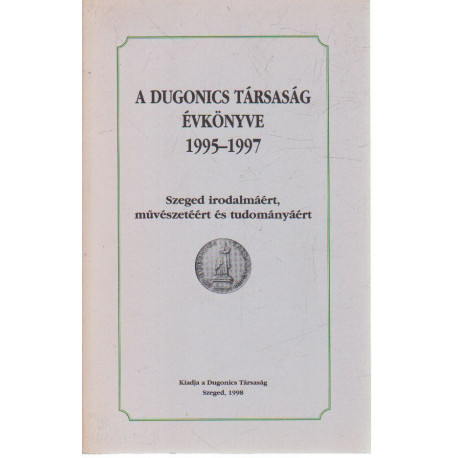 A DUGONICS TÁRSASÁG
ÉVKÖNYVE
1995–1997
Szeged irodalmáért,
művészetéért és tudományáért
Kiadja a Dugonics Társaság
Szeged, 1998